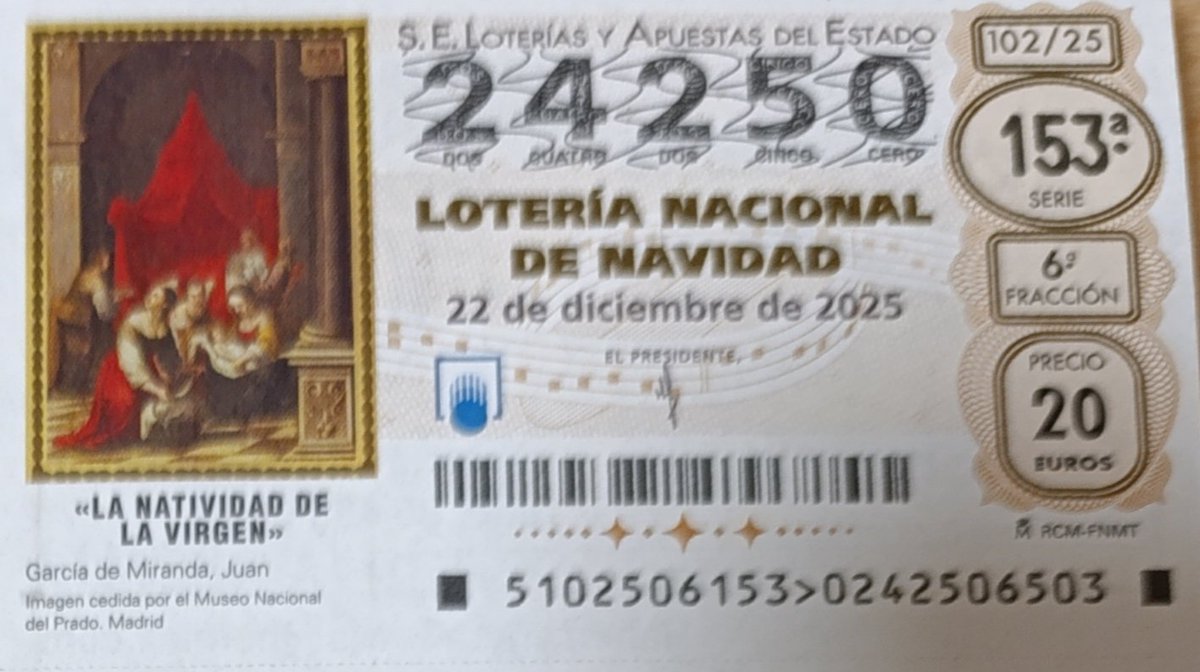 S.E. LOTERÍAS Y APUESTAS DEL ESTADO
24250
DOS CUATRO DOS CINCO CERO
LOTERÍA NACIONAL
DE NAVIDAD
22 de diciembre de 2025
EL PRESIDENTE,
102/25
153ª
SERIE
6ª
FRACCIÓN
PRECIO
20
EUROS
RCM-FNMT
«LA NATIVIDAD DE
LA VIRGEN»
García de Miranda, Juan
Imagen cedida por el Museo Nacional
del Prado. Madrid
5102506153>0242506503